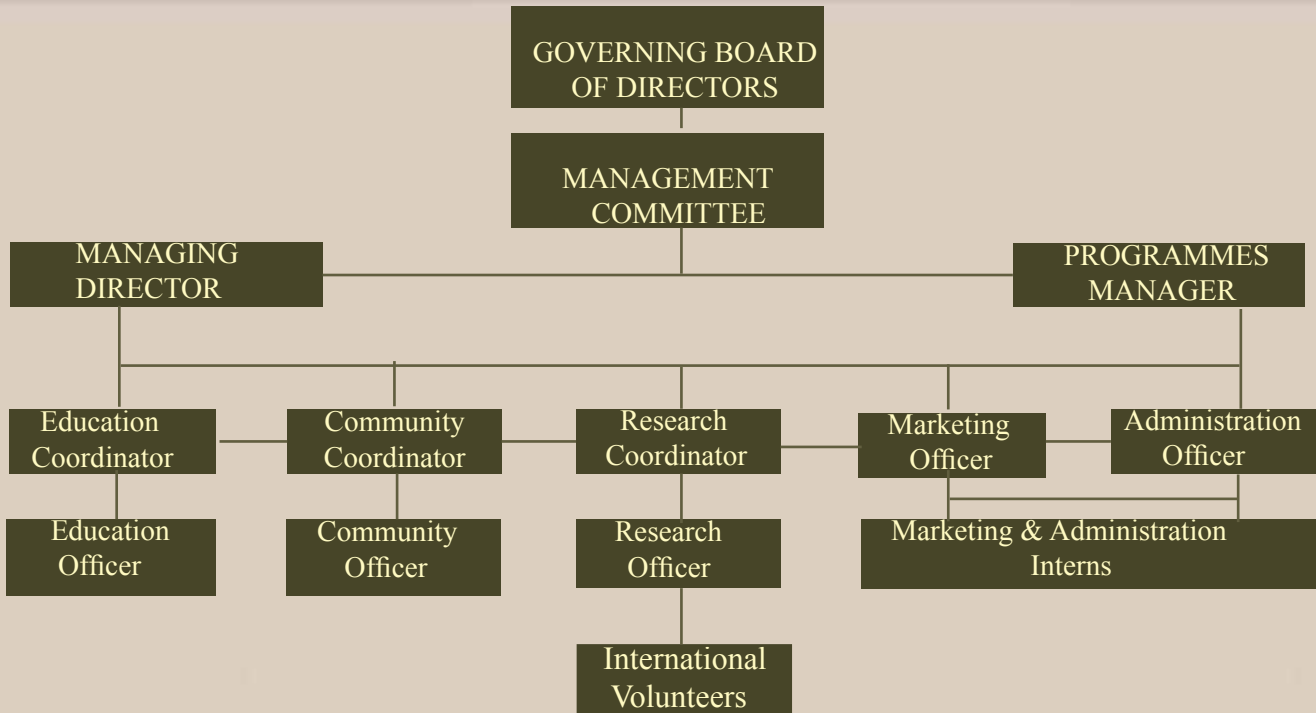 GOVERNING BOARD
OF DIRECTORS
MANAGEMENT
COMMITTEE
MANAGING
DIRECTOR
PROGRAMMES
MANAGER
Education
Coordinator
Community
Coordinator
Research
Coordinator
Marketing
Officer
Administration
Officer
Education
Officer
Community
Officer
Research
Officer
Marketing & Administration
Interns
International
Volunteers